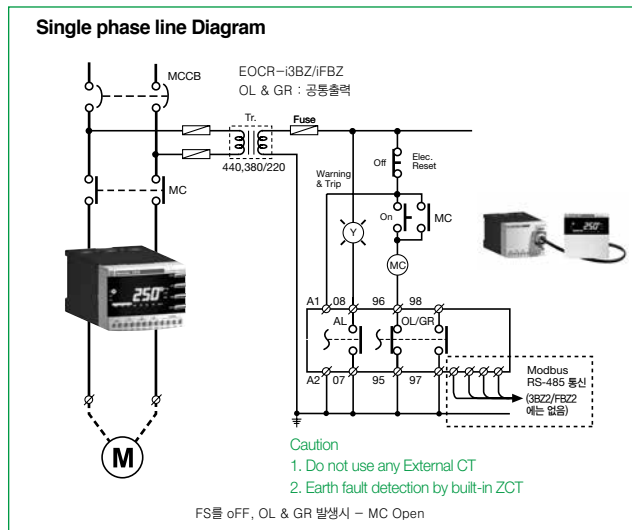 Single phase line Diagram
MCCB
EOCR-i3BZ/iFBZ
OL & GR : 공통출력
Tr.
Fuse
440,380/220
Off
Elec.
Reset
Warning
& Trip
MC
On
MC
Y
MC
250
250
A1 08 96 98
AL
OL/GR
A2 07 95 97
Modbus
RS-485 통신
(3BZ2/FBZ2
에는 없음)
M
Caution
1. Do not use any External CT
2. Earth fault detection by built-in ZCT
FS를 oFF, OL & GR 발생시 - MC Open